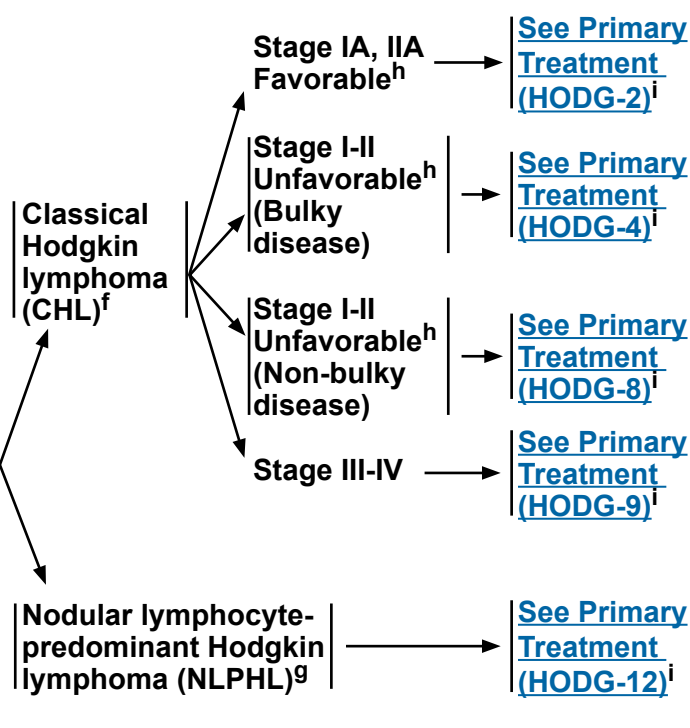 Stage IA, IIA
Favorableʰ
See Primary
Treatment
(HODG-2)ⁱ
Stage I-II
Unfavorableʰ
(Bulky
disease)
See Primary
Treatment
(HODG-4)ⁱ
Classical
Hodgkin
lymphoma
(CHL)ᶠ
Stage I-II
Unfavorableʰ
(Non-bulky
disease)
See Primary
Treatment
(HODG-8)ⁱ
Stage III-IV
See Primary
Treatment
(HODG-9)ⁱ
Nodular lymphocyte-
predominant Hodgkin
lymphoma (NLPHL)ᵍ
See Primary
Treatment
(HODG-12)ⁱ